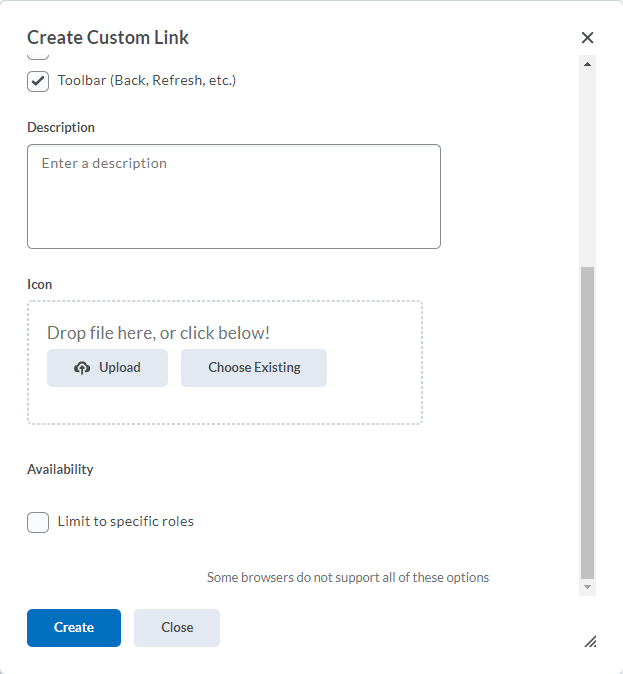 Create Custom Link
Toolbar (Back, Refresh, etc.)
Description
Enter a description
Icon
Drop file here, or click below!
Upload
Choose Existing
Availability
Limit to specific roles
Some browsers do not support all of these options
Create
Close